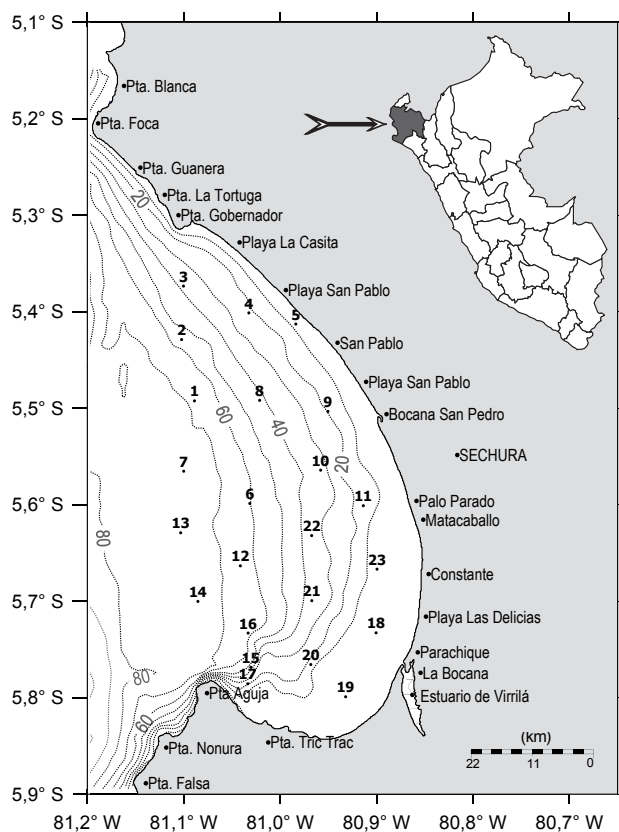 5,1° S
Pta. Blanca
5,2° S
Pta. Foca
Pta. Guanera
20
Pta. La Tortuga
5,3° S
Pta. Gobernador
Playa La Casita
3
Playa San Pablo
5,4° S
4
5
2
San Pablo
1
8
9
Playa San Pablo
60
40
Bocana San Pedro
5,5° S
7
10
20
SECHURA
6
11
Palo Parado
5,6° S
13
22
Matacaballo
80
12
23
Constante
14
21
5,7° S
16
18
Playa Las Delicias
15
20
Parachique
80
17
La Bocana
Pta Aguja
19
Estuario de Virrilá
5,8° S
60
Pta. Nonura
Pta. Tric Trac
(km)
22 11 0
Pta. Falsa
5,9° S
81,2° W 81,1° W 81,0° W 80,9° W 80,8° W 80,7° W